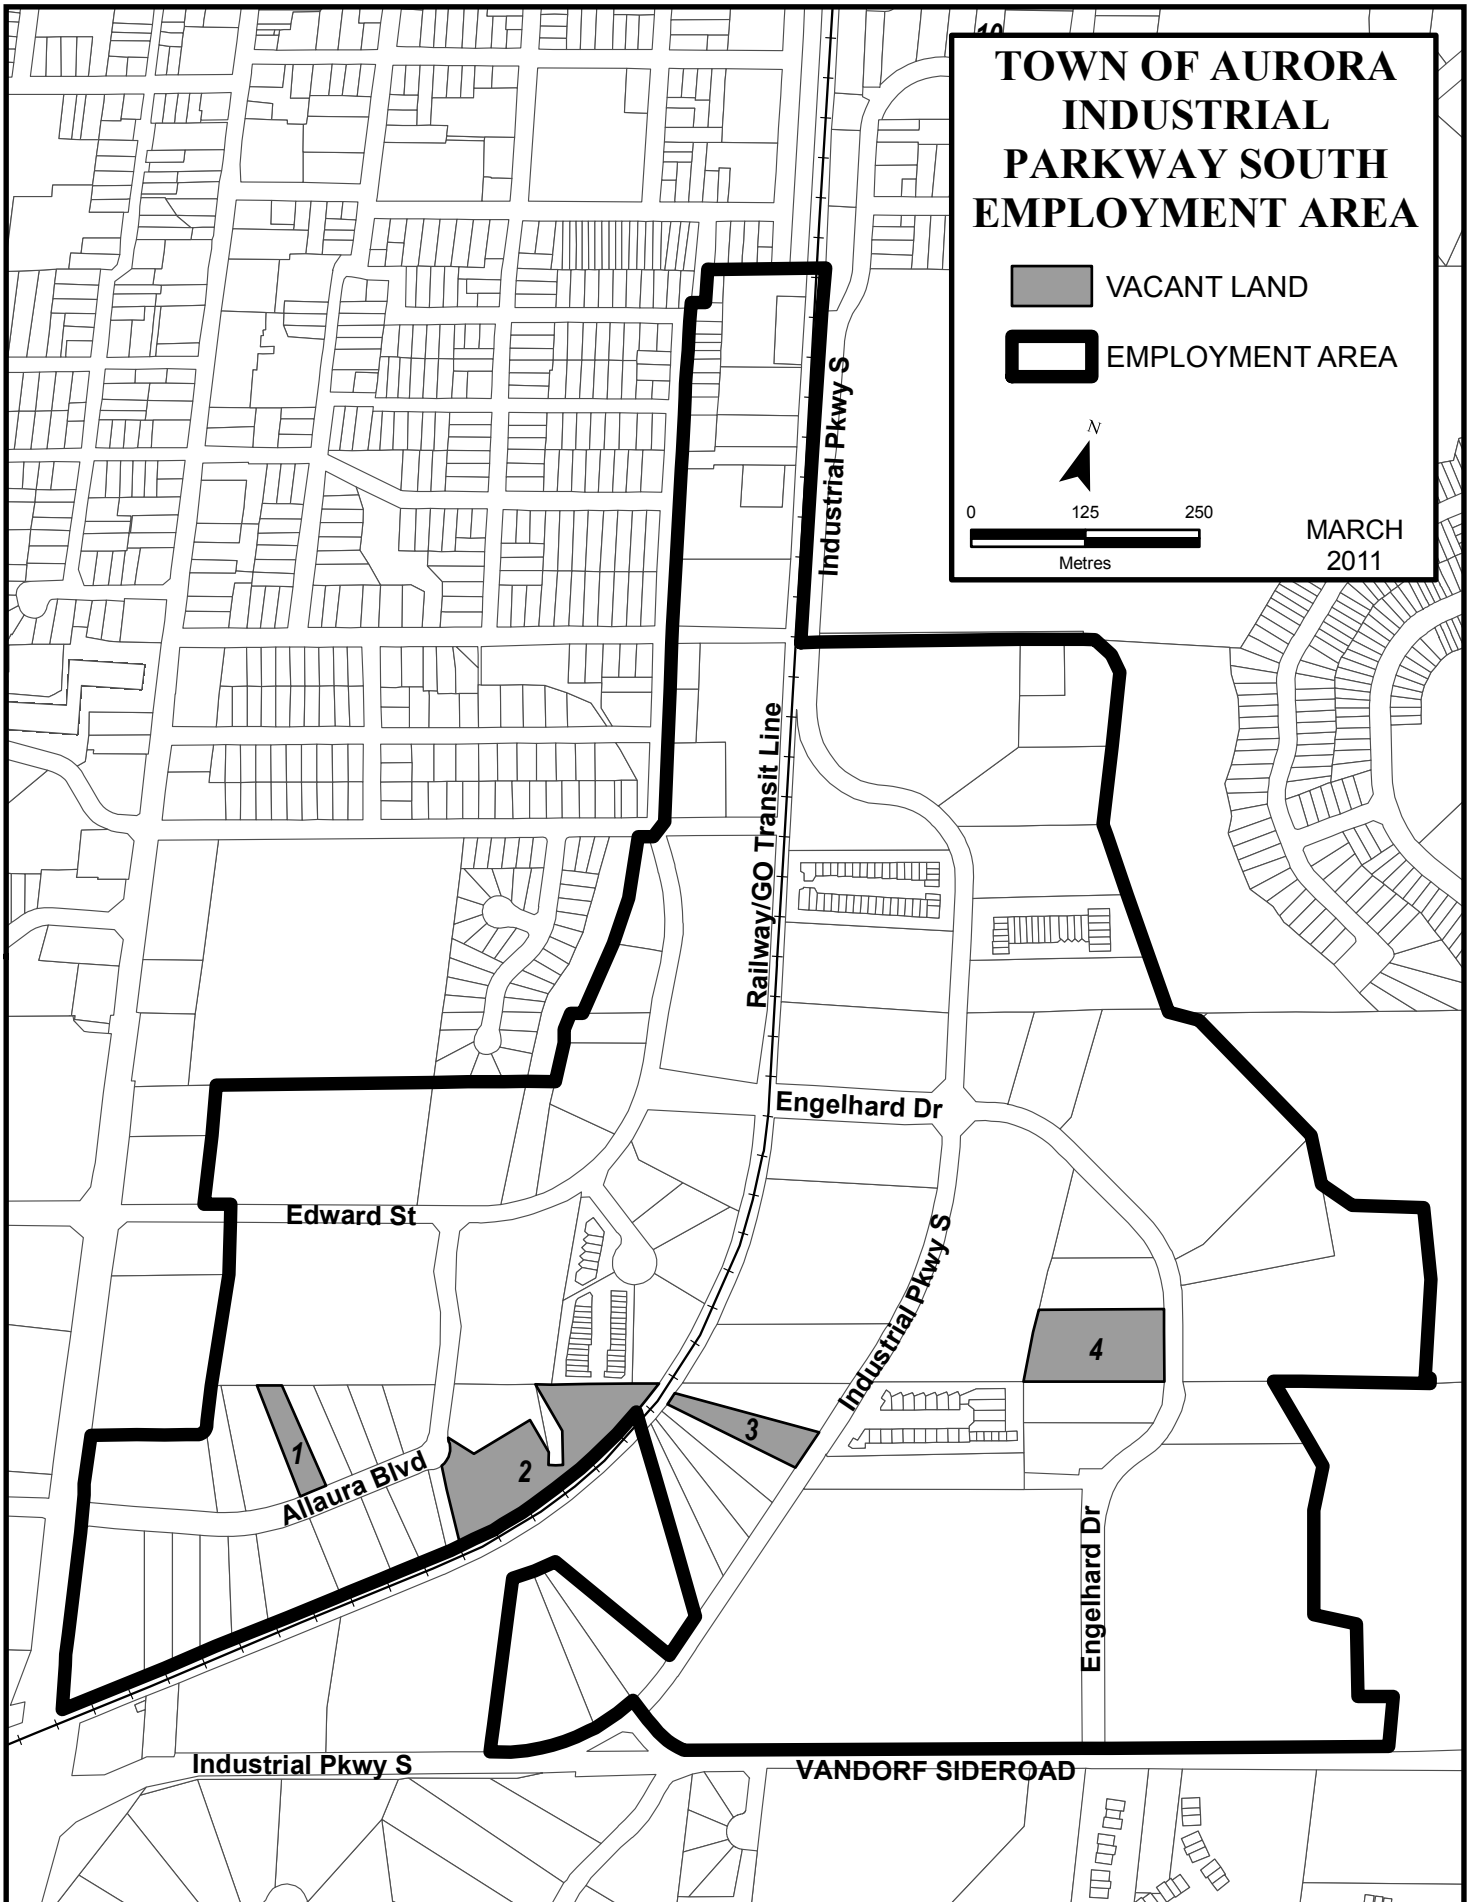 10
TOWN OF AURORA
INDUSTRIAL
PARKWAY SOUTH
EMPLOYMENT AREA
VACANT LAND
EMPLOYMENT AREA
N
0 125 250
Metres
MARCH
2011
Industrial Pkwy S
Railway/GO Transit Line
Engelhard Dr
Edward St
Industrial Pkwy S
4
3
1
2
Allaura Blvd
Engelhard Dr
Industrial Pkwy S
VANDORF SIDEROAD